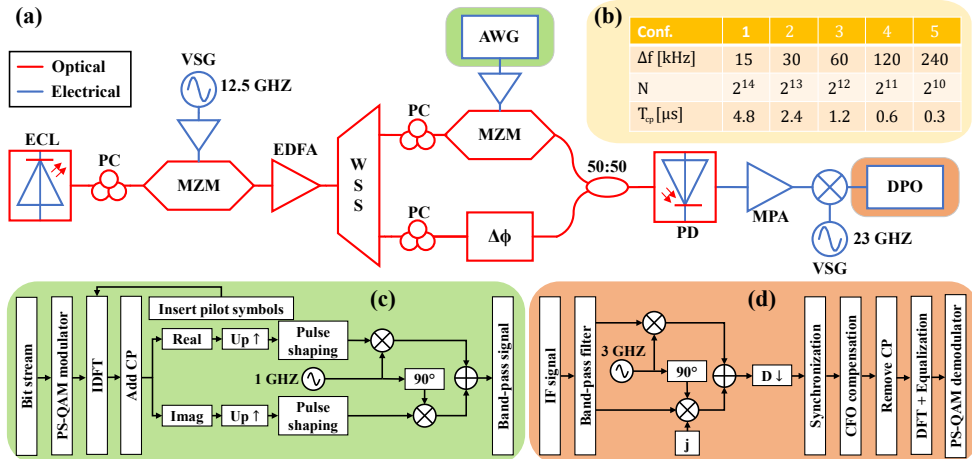 (a)
Optical
Electrical
VSG
12.5 GHZ
ECL
PC
MZM
EDFA
W
S
S
PC
AWG
MZM
PC
Δϕ
50:50
PD
MPA
DPO
23 GHZ
VSG
(b)
Conf. 1 2 3 4 5
Δf [kHz] 15 30 60 120 240
N 2¹⁴ 2¹³ 2¹² 2¹¹ 2¹⁰
T_cp [μs] 4.8 2.4 1.2 0.6 0.3
(c)
Bit stream
PS-QAM modulator
IDFT
Add CP
Insert pilot symbols
Real
Up ↑
Pulse
shaping
1 GHZ
90°
Imag
Up ↑
Pulse
shaping
Band-pass signal
(d)
IF signal
Band-pass filter
3 GHZ
90°
j
D ↓
Synchronization
CFO compensation
Remove CP
DFT + Equalization
PS-QAM demodulator